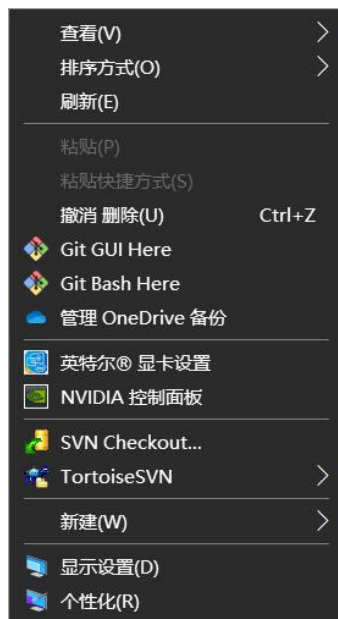 查看(V)
排序方式(O)
刷新(E)
粘贴(P)
粘贴快捷方式(S)
撤消 删除(U) Ctrl+Z
Git GUI Here
Git Bash Here
管理 OneDrive 备份
英特尔® 显卡设置
NVIDIA 控制面板
SVN Checkout...
TortoiseSVN
新建(W)
显示设置(D)
个性化(R)